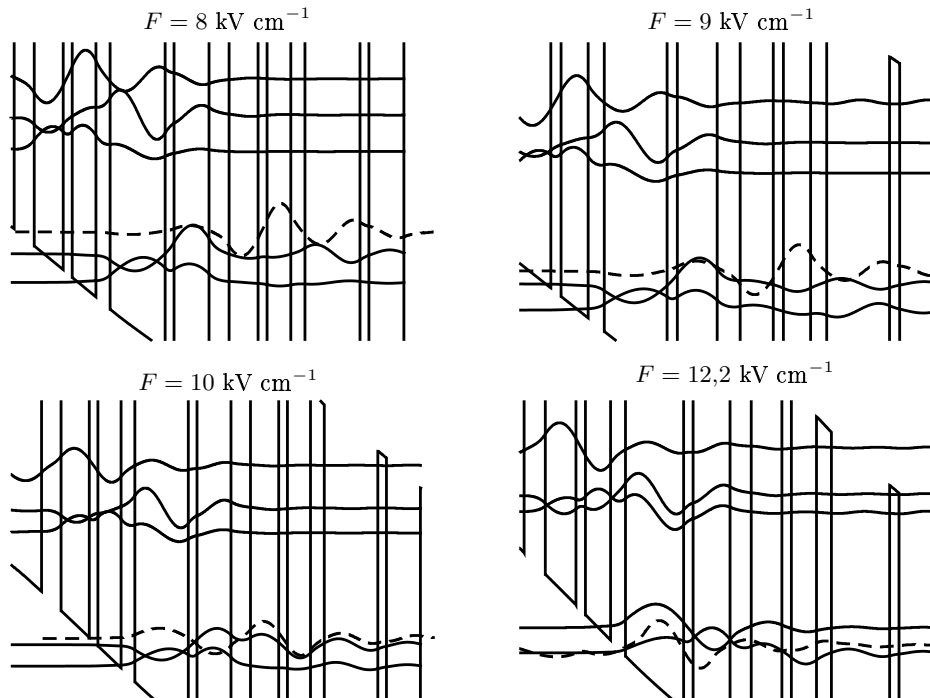 F = 8 kV cm⁻¹
F = 9 kV cm⁻¹
F = 10 kV cm⁻¹
F = 12,2 kV cm⁻¹